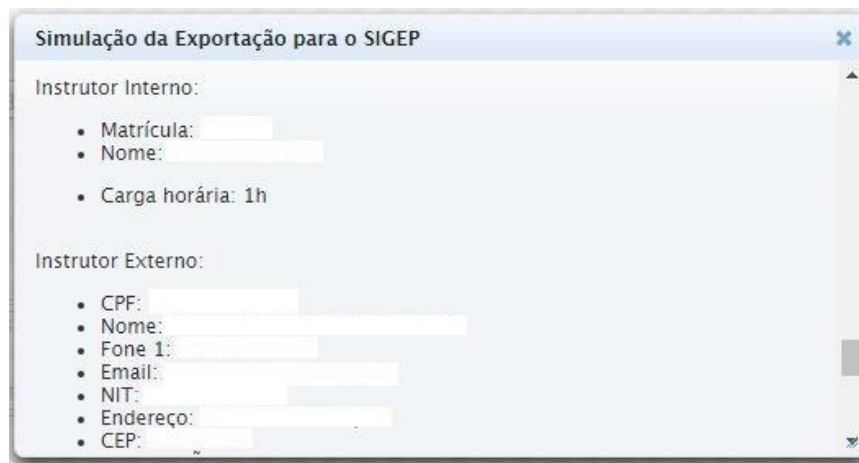 Simulação da Exportação para o SIGEP
Instrutor Interno:
Matrícula:
Nome:
Carga horária: 1h
Instrutor Externo:
CPF:
Nome:
Fone 1:
Email:
NIT:
Endereço:
CEP: